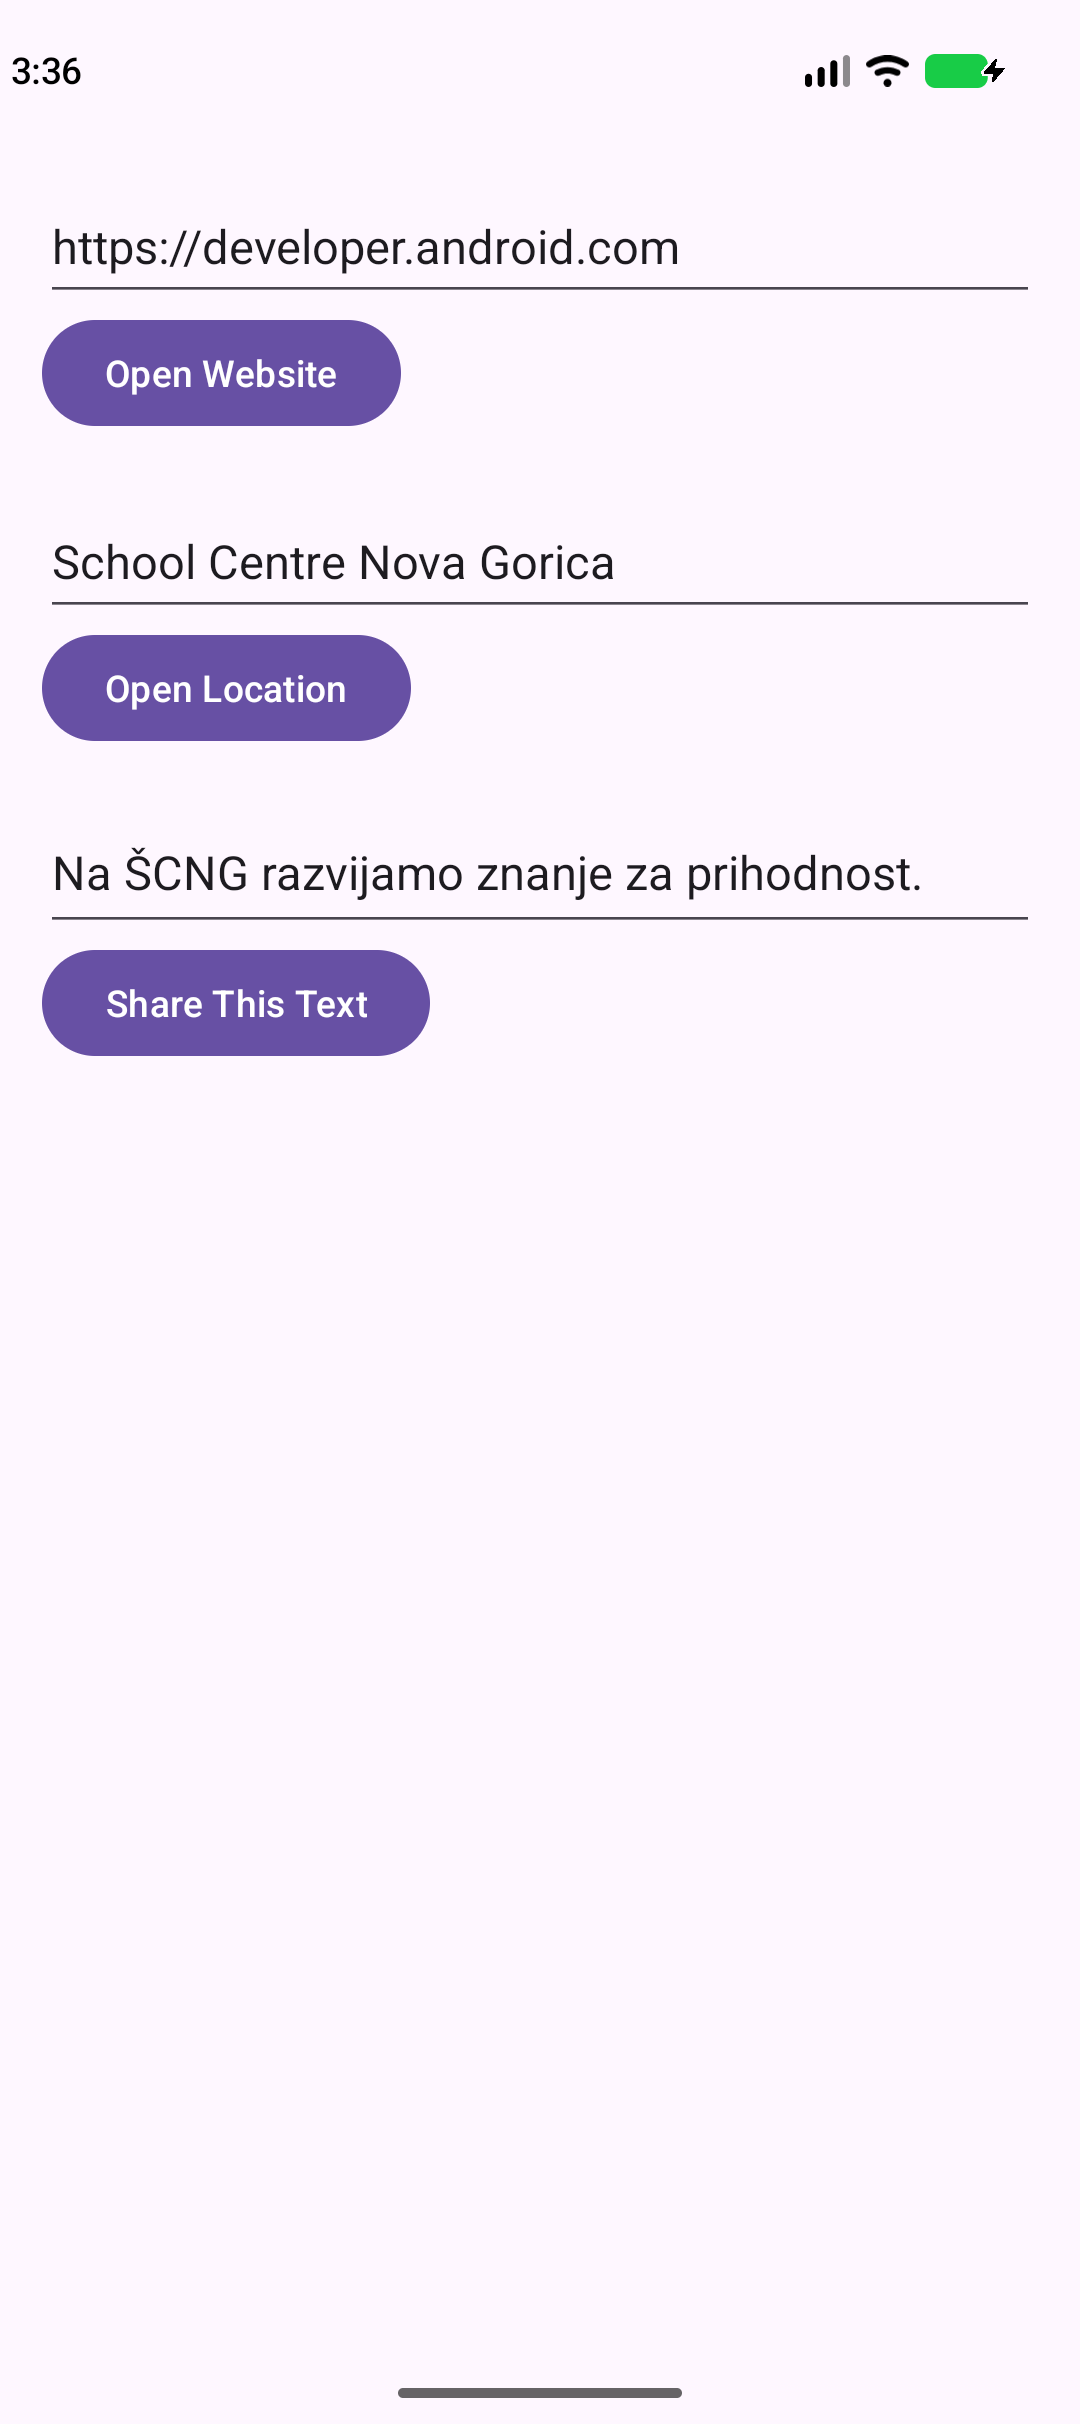 3:36
https://developer.android.com
Open Website
School Centre Nova Gorica
Open Location
Na ŠCNG razvijamo znanje za prihodnost.
Share This Text